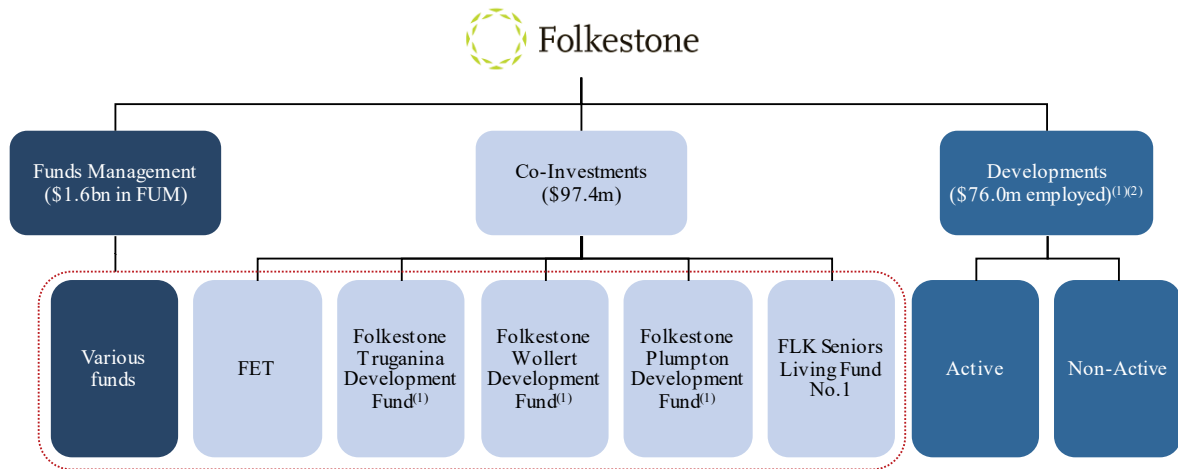 Folkestone
Funds Management
($1.6bn in FUM)
Co-Investments
($97.4m)
Developments
($76.0m employed)(1)(2)
Various
funds
FET
Folkestone
Truganina
Development
Fund(1)
Folkestone
Wollert
Development
Fund(1)
Folkestone
Plumpton
Development
Fund(1)
FLK Seniors
Living Fund
No.1
Active
Non-Active